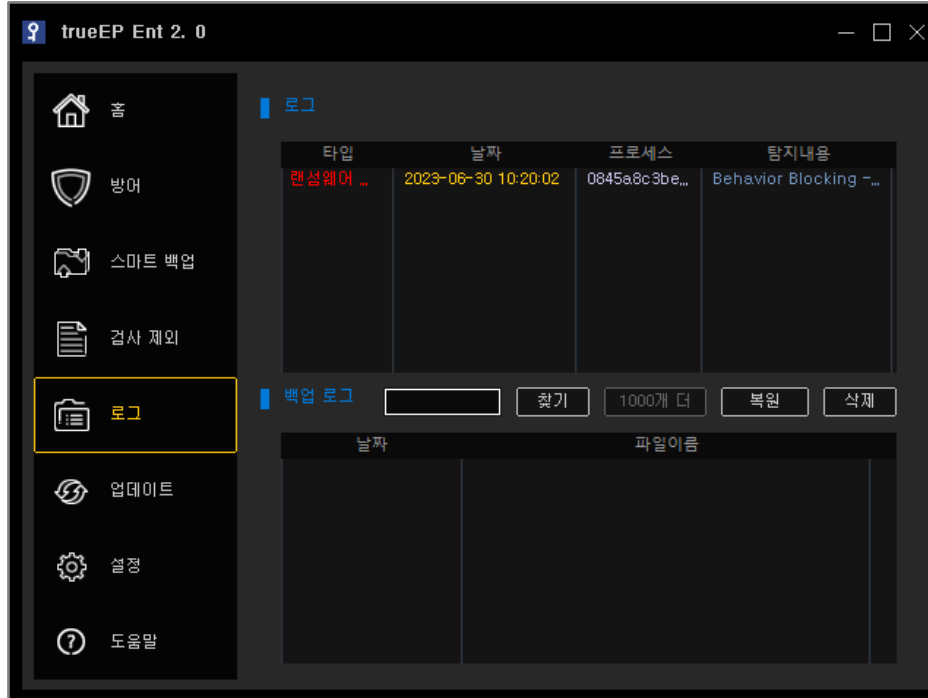 trueEP Ent 2. 0
홈
방어
스마트 백업
검사 제외
로그
업데이트
설정
도움말
로그
타입 날짜 프로세스 탐지내용
랜섬웨어 ... 2023-06-30 10:20:02 0845a8c3be... Behavior Blocking -...
백업 로그 찾기 1000개 더 복원 삭제
날짜 파일이름